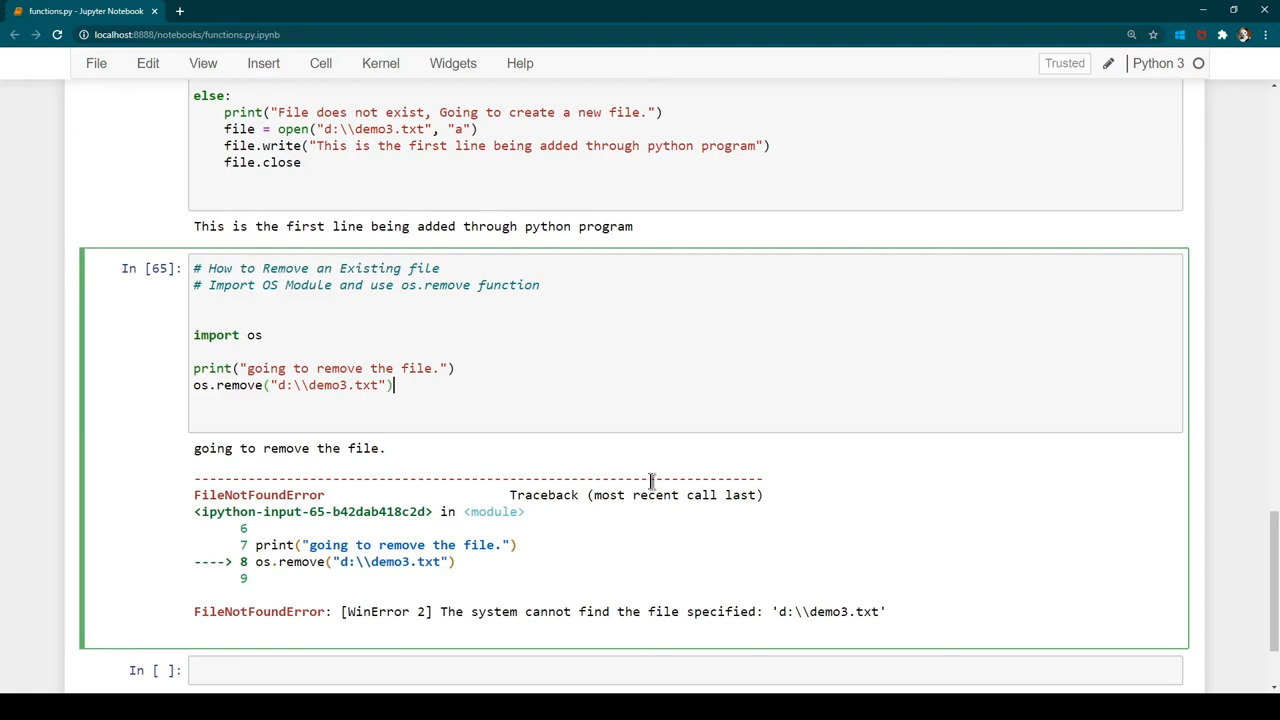 functions.py - Jupyter Notebook
localhost:8888/notebooks/functions.py.ipynb
File Edit View Insert Cell Kernel Widgets Help Trusted Python 3
else:
print("File does not exist, Going to create a new file.")
file = open("d:\\demo3.txt", "a")
file.write("This is the first line being added through python program")
file.close
This is the first line being added through python program
In [65]:
# How to Remove an Existing file
# Import OS Module and use os.remove function
import os
print("going to remove the file.")
os.remove("d:\\demo3.txt")
going to remove the file.
---------------------------------------------------------------------------
FileNotFoundError Traceback (most recent call last)
<ipython-input-65-b42dab418c2d> in <module>
6
7 print("going to remove the file.")
----> 8 os.remove("d:\\demo3.txt")
9
FileNotFoundError: [WinError 2] The system cannot find the file specified: 'd:\\demo3.txt'
In [ ]: